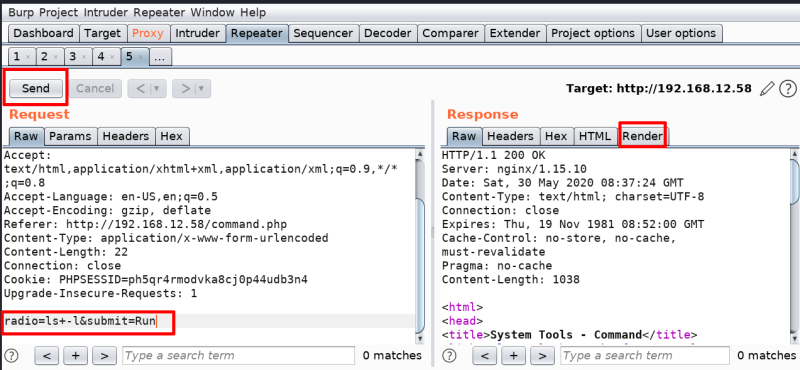 Burp Project Intruder Repeater Window Help
Dashboard Target Proxy Intruder Repeater Sequencer Decoder Comparer Extender Project options User options
1 × 2 × 3 × 4 × 5 × ...
Send Cancel < | ▾ > | ▾ Target: http://192.168.12.58 ?
Request
Raw Params Headers Hex
Accept:
text/html,application/xhtml+xml,application/xml;q=0.9,*/*
;q=0.8
Accept-Language: en-US,en;q=0.5
Accept-Encoding: gzip, deflate
Referer: http://192.168.12.58/command.php
Content-Type: application/x-www-form-urlencoded
Content-Length: 22
Connection: close
Cookie: PHPSESSID=ph5qr4rmodvka8cj0p44udb3n4
Upgrade-Insecure-Requests: 1
radio=ls+-l&submit=Run
? < + > Type a search term 0 matches
Response
Raw Headers Hex HTML Render
HTTP/1.1 200 OK
Server: nginx/1.15.10
Date: Sat, 30 May 2020 08:37:24 GMT
Content-Type: text/html; charset=UTF-8
Connection: close
Expires: Thu, 19 Nov 1981 08:52:00 GMT
Cache-Control: no-store, no-cache,
must-revalidate
Pragma: no-cache
Content-Length: 1038
<html>
<head>
<title>System Tools - Command</title>
? < + > Type a search term 0 matches